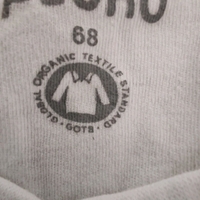 68
GLOBAL ORGANIC TEXTILE STANDARD
· GOTS ·